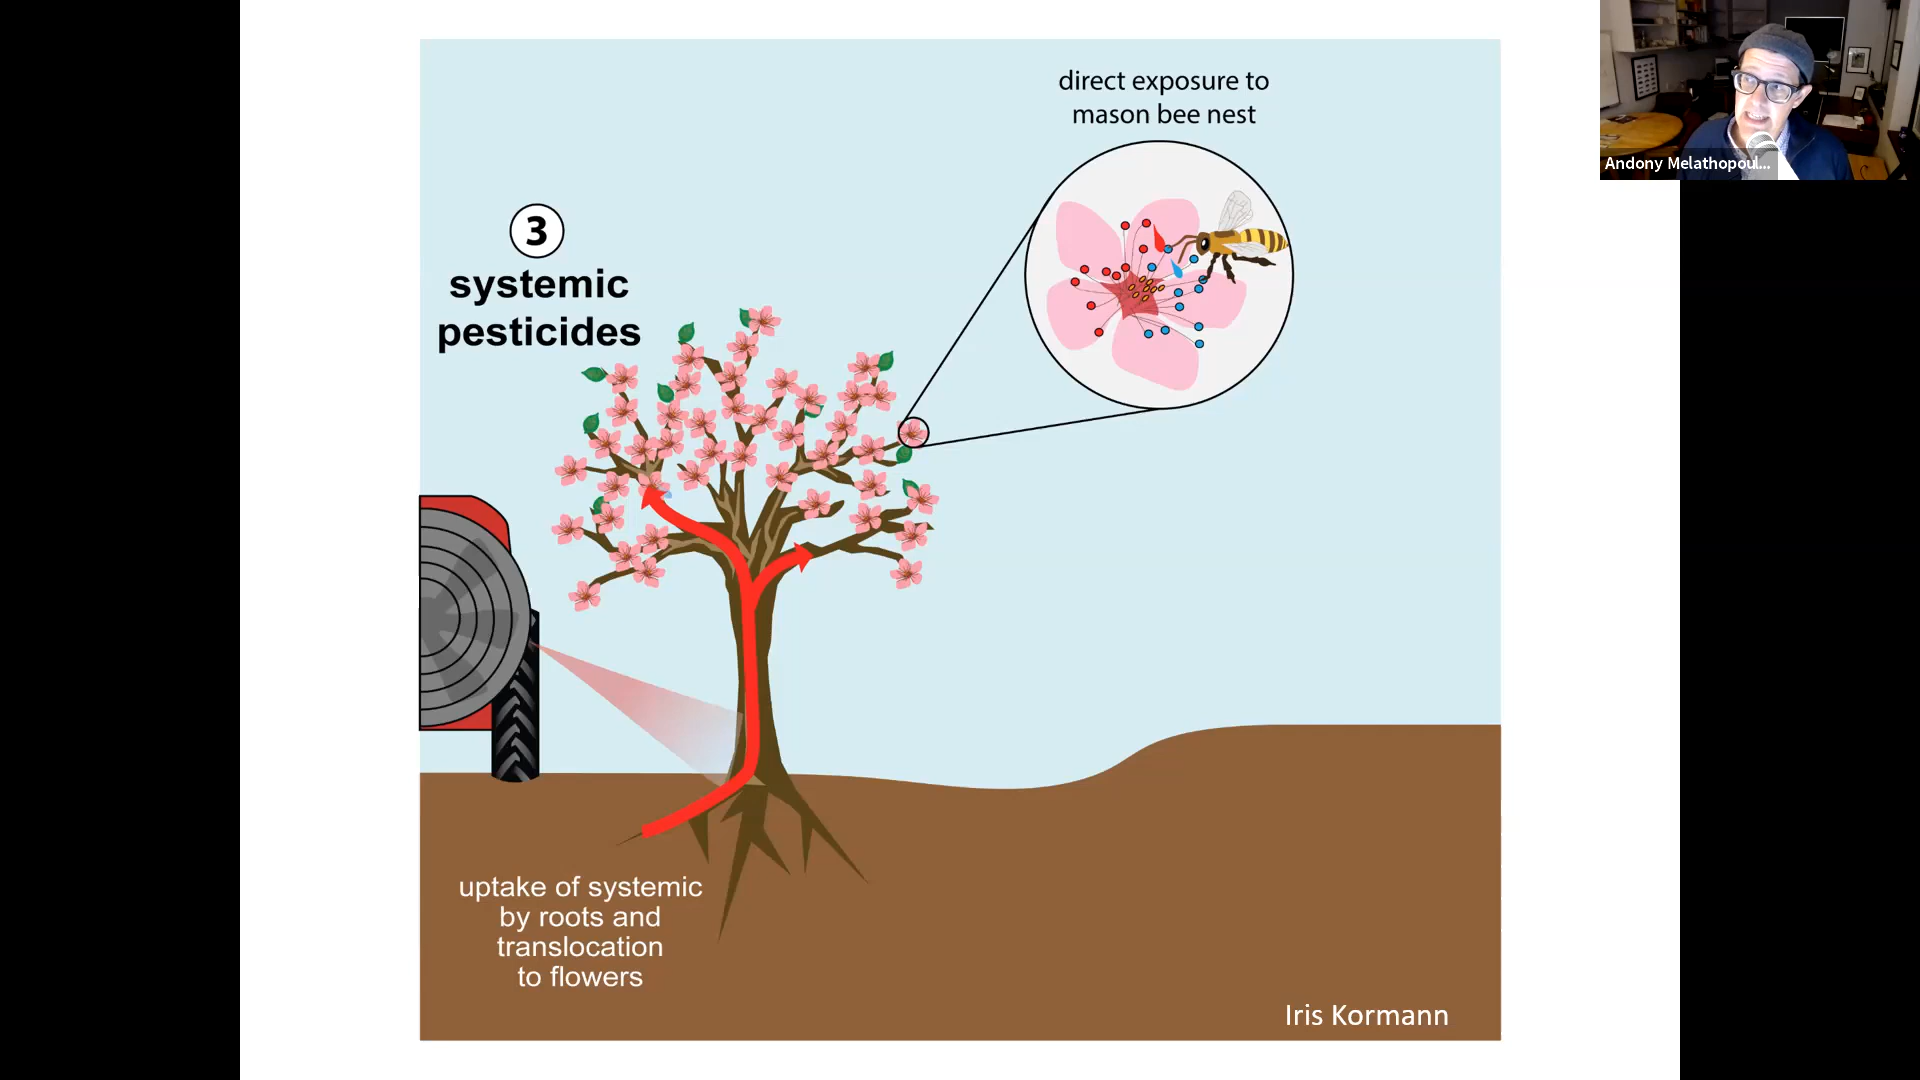 direct exposure to
mason bee nest
3
systemic
pesticides
uptake of systemic
by roots and
translocation
to flowers
Iris Kormann
Andony Melathopoul...